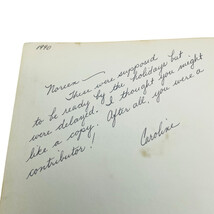 1990
Noreen —
These were supposed
to be ready by the holidays but
were delayed. I thought you might
like a copy. After all, you were a
contributor!
Caroline